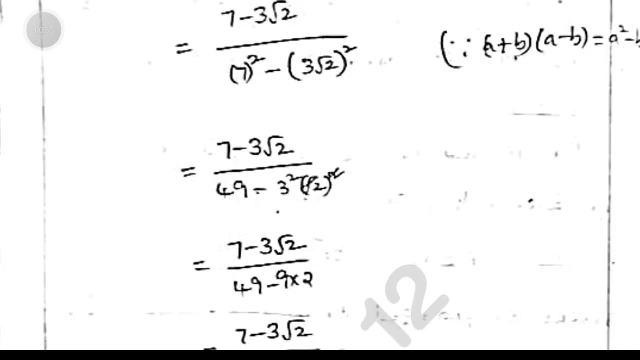 = 7-3√2 / (7)² - (3√2)² (∵ (a+b)(a-b) = a²-b
= 7-3√2 / 49 - 3²(√2)²
= 7-3√2 / 49-9×2
= 7-3√2
12